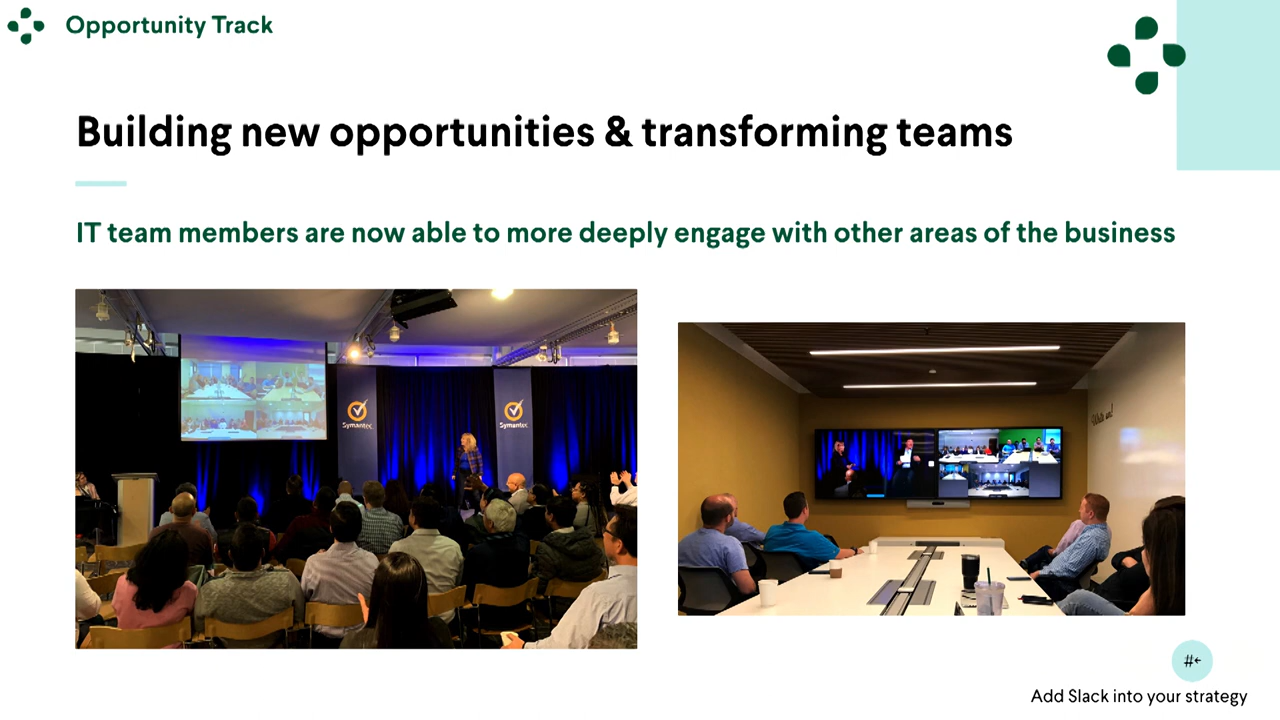 Opportunity Track
Building new opportunities & transforming teams
IT team members are now able to more deeply engage with other areas of the business
Symantec.
Symantec.
#←
Add Slack into your strategy